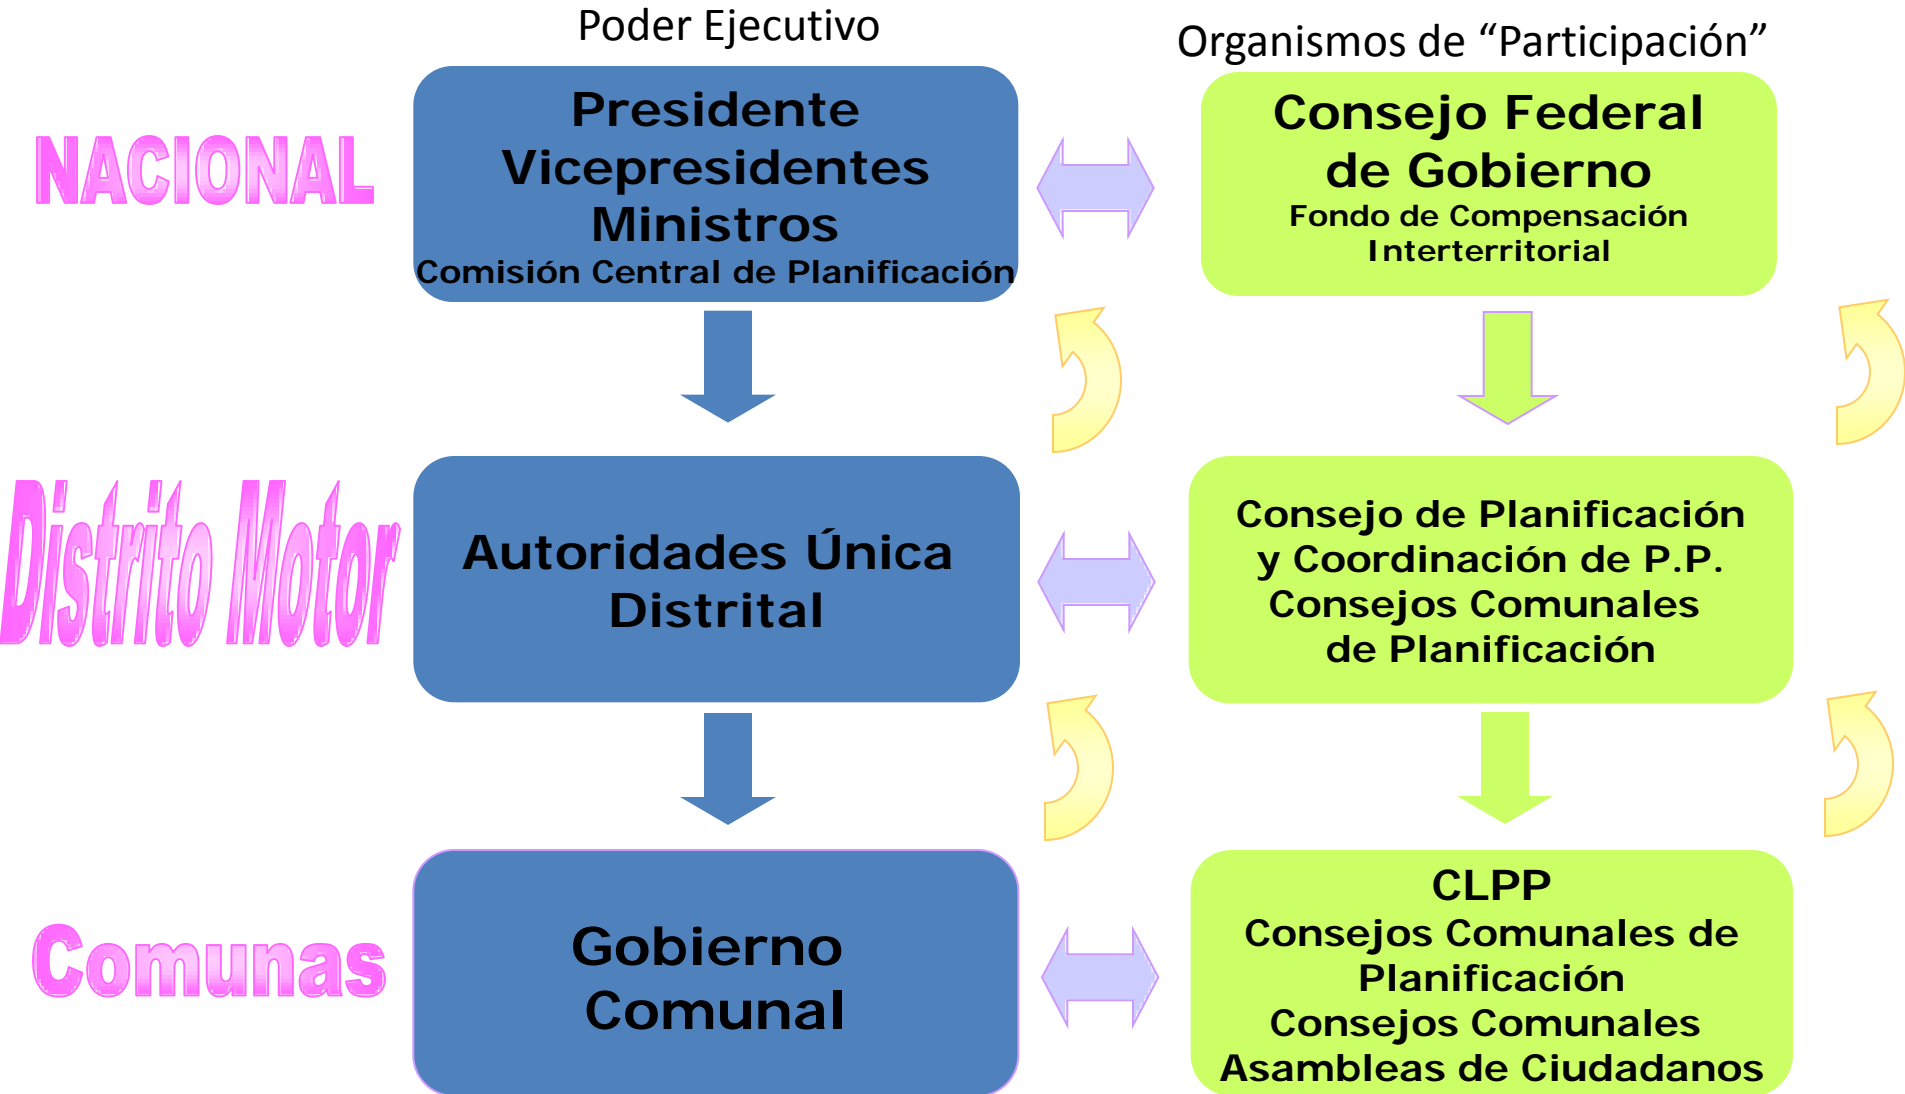 Poder Ejecutivo
Organismos de “Participación”
NACIONAL
Presidente
Vicepresidentes
Ministros
Comisión Central de Planificación
Consejo Federal
de Gobierno
Fondo de Compensación
Interterritorial
Distrito Motor
Autoridades Única
Distrital
Consejo de Planificación
y Coordinación de P.P.
Consejos Comunales
de Planificación
Comunas
Gobierno
Comunal
CLPP
Consejos Comunales de
Planificación
Consejos Comunales
Asambleas de Ciudadanos